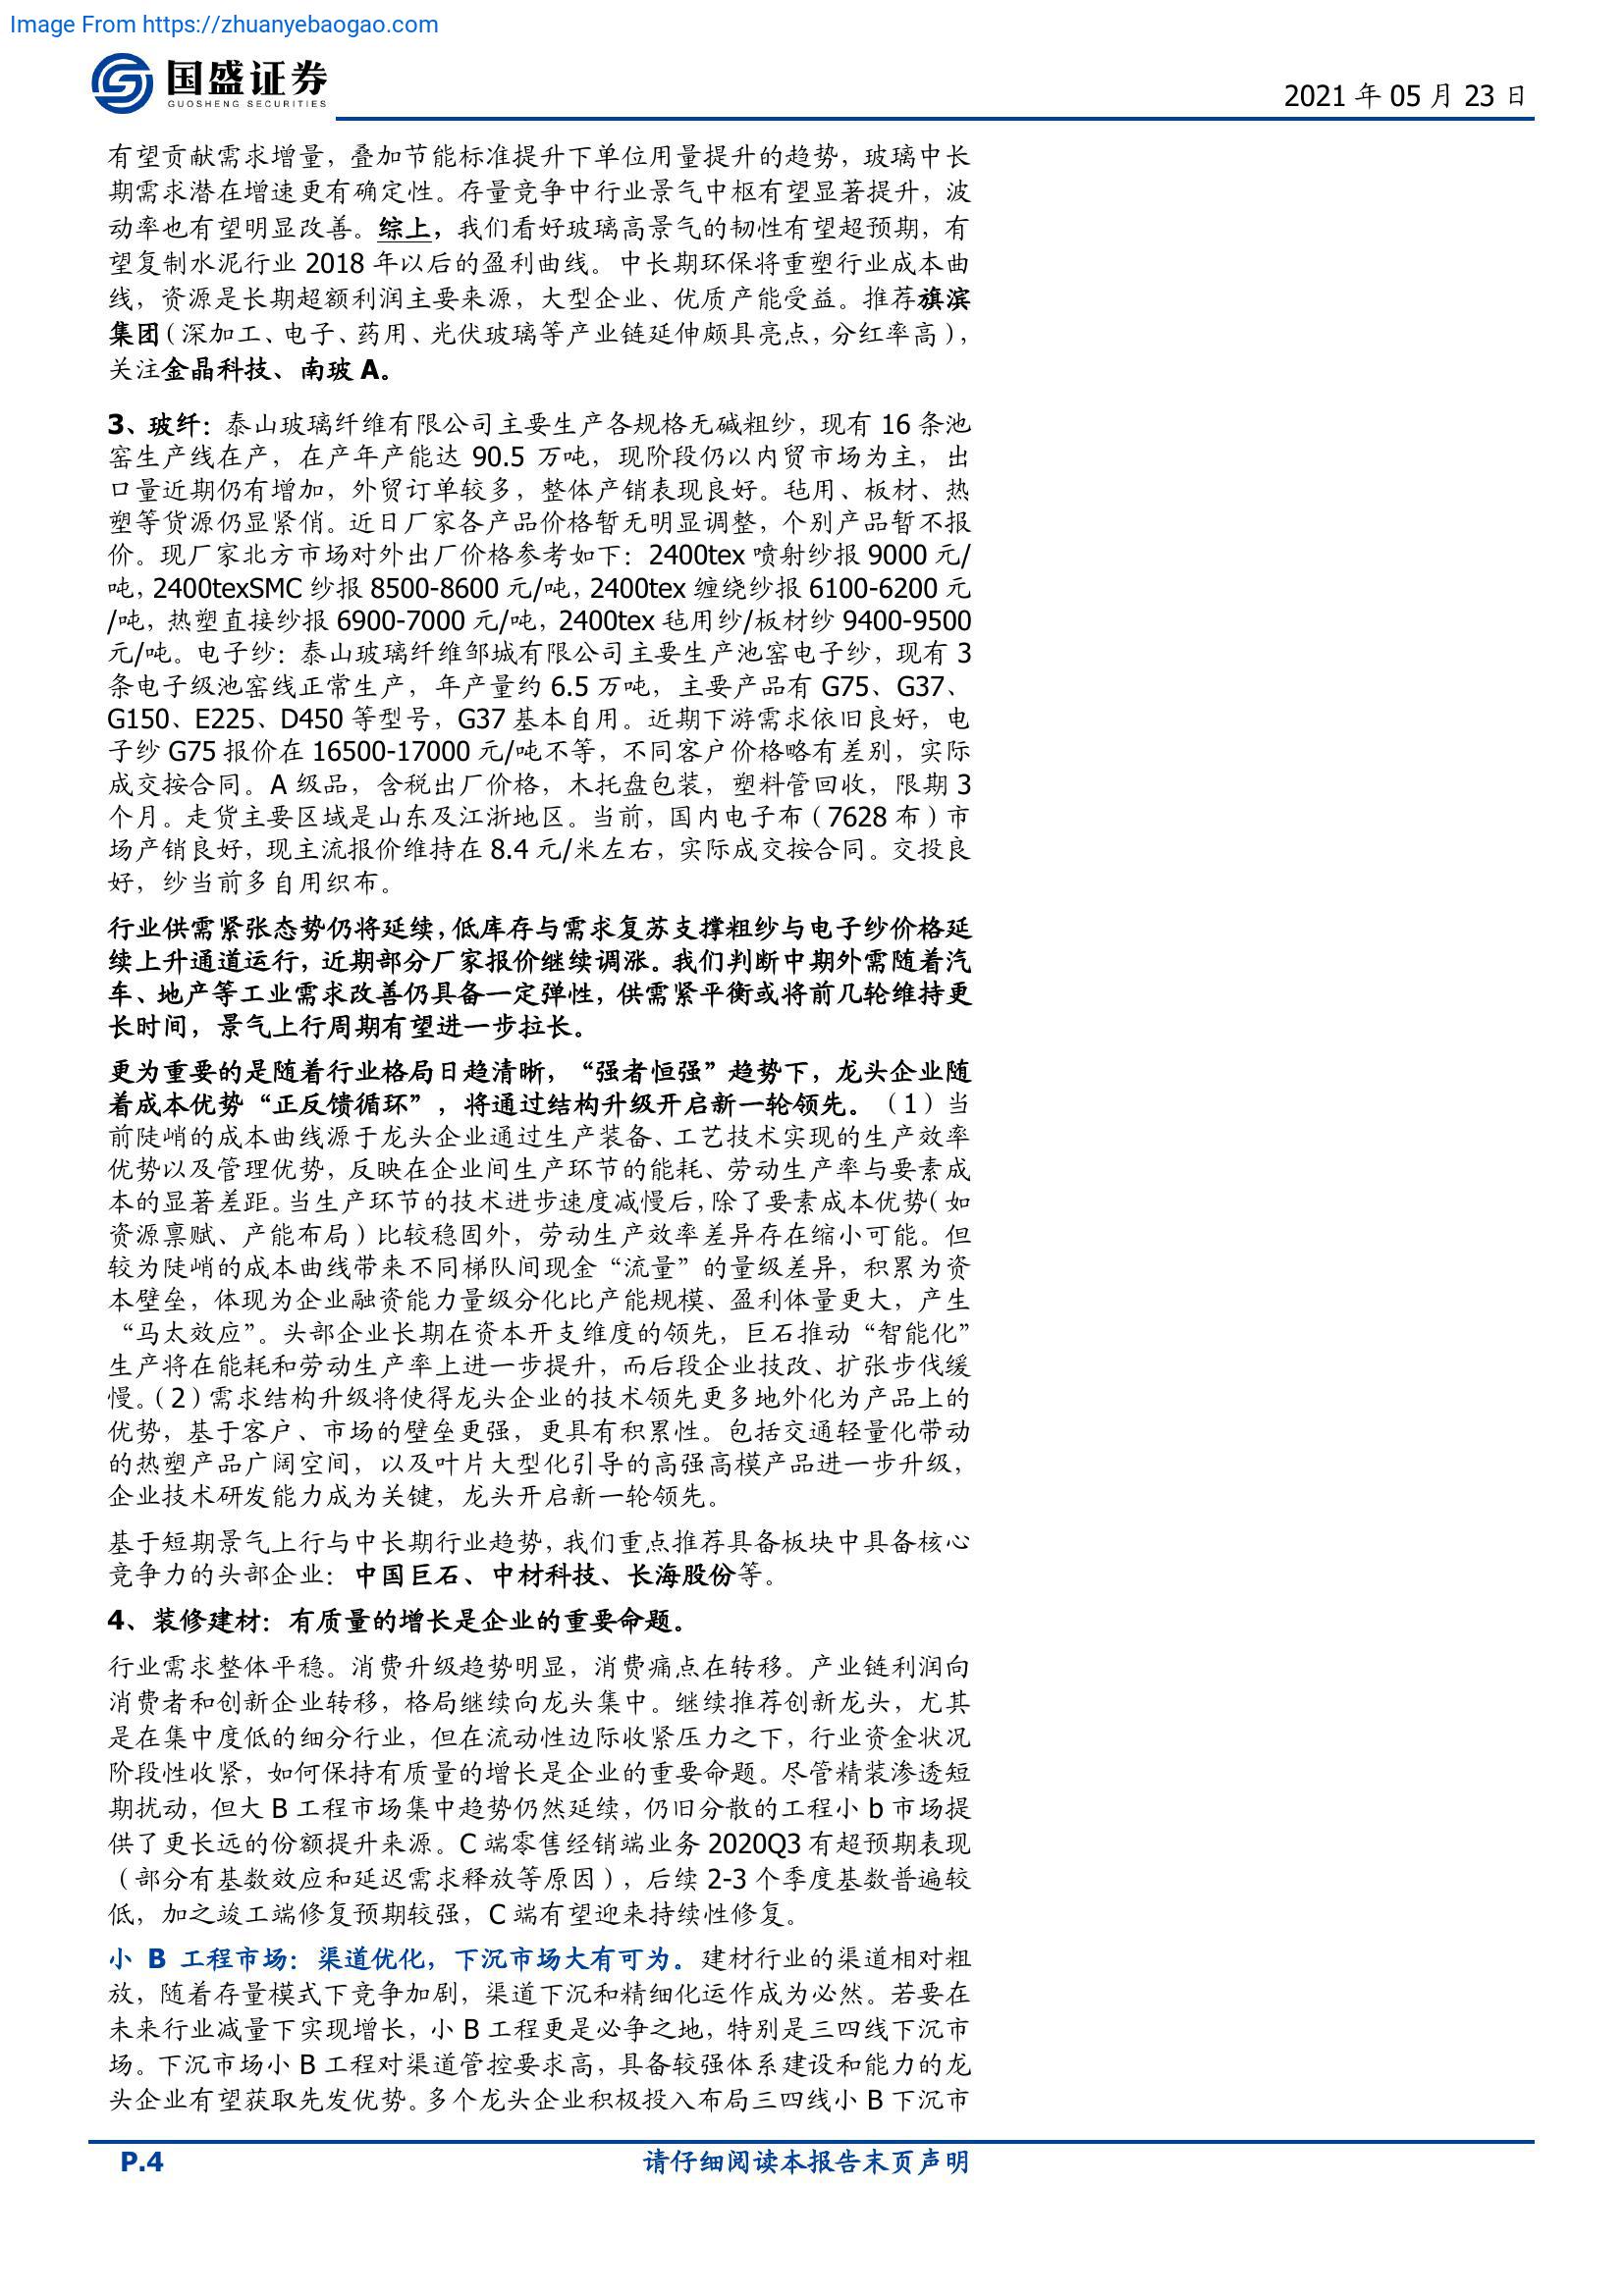 Image From https://zhuanyebaogao.com
国盛证券
GUOSHENG SECURITIES
2021 年 05 月 23 日
有望贡献需求增量，叠加节能标准提升下单位用量提升的趋势，玻璃中长
期需求潜在增速更有确定性。存量竞争中行业景气中枢有望显著提升，波
动率也有望明显改善。综上，我们看好玻璃高景气的韧性有望超预期，有
望复制水泥行业 2018 年以后的盈利曲线。中长期环保将重塑行业成本曲
线，资源是长期超额利润主要来源，大型企业、优质产能受益。推荐旗滨
集团（深加工、电子、药用、光伏玻璃等产业链延伸颇具亮点，分红率高），
关注金晶科技、南玻 A。
3、玻纤：泰山玻璃纤维有限公司主要生产各规格无碱粗纱，现有 16 条池
窑生产线在产，在产年产能达 90.5 万吨，现阶段仍以内贸市场为主，出
口量近期仍有增加，外贸订单较多，整体产销表现良好。毡用、板材、热
塑等货源仍显紧俏。近日厂家各产品价格暂无明显调整，个别产品暂不报
价。现厂家北方市场对外出厂价格参考如下：2400tex 喷射纱报 9000 元/
吨，2400texSMC 纱报 8500-8600 元/吨，2400tex 缠绕纱报 6100-6200 元
/吨，热塑直接纱报 6900-7000 元/吨，2400tex 毡用纱/板材纱 9400-9500
元/吨。电子纱：泰山玻璃纤维邹城有限公司主要生产池窑电子纱，现有 3
条电子级池窑线正常生产，年产量约 6.5 万吨，主要产品有 G75、G37、
G150、E225、D450 等型号，G37 基本自用。近期下游需求依旧良好，电
子纱 G75 报价在 16500-17000 元/吨不等，不同客户价格略有差别，实际
成交按合同。A 级品，含税出厂价格，木托盘包装，塑料管回收，限期 3
个月。走货主要区域是山东及江浙地区。当前，国内电子布（7628 布）市
场产销良好，现主流报价维持在 8.4 元/米左右，实际成交按合同。交投良
好，纱当前多自用织布。
行业供需紧张态势仍将延续，低库存与需求复苏支撑粗纱与电子纱价格延
续上升通道运行，近期部分厂家报价继续调涨。我们判断中期外需随着汽
车、地产等工业需求改善仍具备一定弹性，供需紧平衡或将前几轮维持更
长时间，景气上行周期有望进一步拉长。
更为重要的是随着行业格局日趋清晰，“强者恒强”趋势下，龙头企业随
着成本优势“正反馈循环”，将通过结构升级开启新一轮领先。（1）当
前陡峭的成本曲线源于龙头企业通过生产装备、工艺技术实现的生产效率
优势以及管理优势，反映在企业间生产环节的能耗、劳动生产率与要素成
本的显著差距。当生产环节的技术进步速度减慢后，除了要素成本优势（如
资源禀赋、产能布局）比较稳固外，劳动生产效率差异存在缩小可能。但
较为陡峭的成本曲线带来不同梯队间现金“流量”的量级差异，积累为资
本壁垒，体现为企业融资能力量级分化比产能规模、盈利体量更大，产生
“马太效应”。头部企业长期在资本开支维度的领先，巨石推动“智能化”
生产将在能耗和劳动生产率上进一步提升，而后段企业技改、扩张步伐缓
慢。（2）需求结构升级将使得龙头企业的技术领先更多地外化为产品上的
优势，基于客户、市场的壁垒更强，更具有积累性。包括交通轻量化带动
的热塑产品广阔空间，以及叶片大型化引导的高强高模产品进一步升级，
企业技术研发能力成为关键，龙头开启新一轮领先。
基于短期景气上行与中长期行业趋势，我们重点推荐具备板块中具备核心
竞争力的头部企业：中国巨石、中材科技、长海股份等。
4、装修建材：有质量的增长是企业的重要命题。
行业需求整体平稳。消费升级趋势明显，消费痛点在转移。产业链利润向
消费者和创新企业转移，格局继续向龙头集中。继续推荐创新龙头，尤其
是在集中度低的细分行业，但在流动性边际收紧压力之下，行业资金状况
阶段性收紧，如何保持有质量的增长是企业的重要命题。尽管精装渗透短
期扰动，但大 B 工程市场集中趋势仍然延续，仍旧分散的工程小 b 市场提
供了更长远的份额提升来源。C 端零售经销端业务 2020Q3 有超预期表现
（部分有基数效应和延迟需求释放等原因），后续 2-3 个季度基数普遍较
低，加之竣工端修复预期较强，C 端有望迎来持续性修复。
小 B 工程市场：渠道优化，下沉市场大有可为。建材行业的渠道相对粗
放，随着存量模式下竞争加剧，渠道下沉和精细化运作成为必然。若要在
未来行业减量下实现增长，小 B 工程更是必争之地，特别是三四线下沉市
场。下沉市场小 B 工程对渠道管控要求高，具备较强体系建设和能力的龙
头企业有望获取先发优势。多个龙头企业积极投入布局三四线小 B 下沉市
P.4
请仔细阅读本报告末页声明